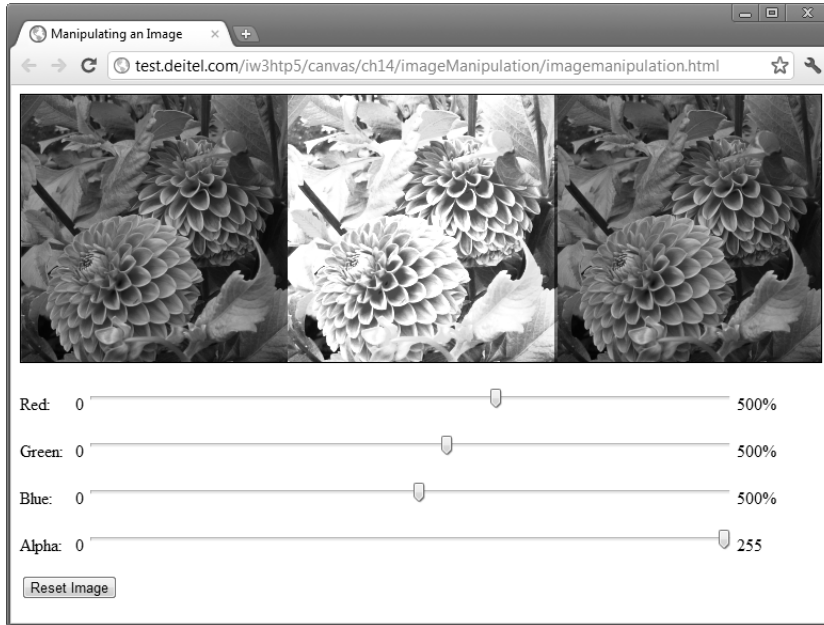 Manipulating an Image
test.deitel.com/iw3htp5/canvas/ch14/imageManipulation/imagemanipulation.html
Red: 0 500%
Green: 0 500%
Blue: 0 500%
Alpha: 0 255
Reset Image